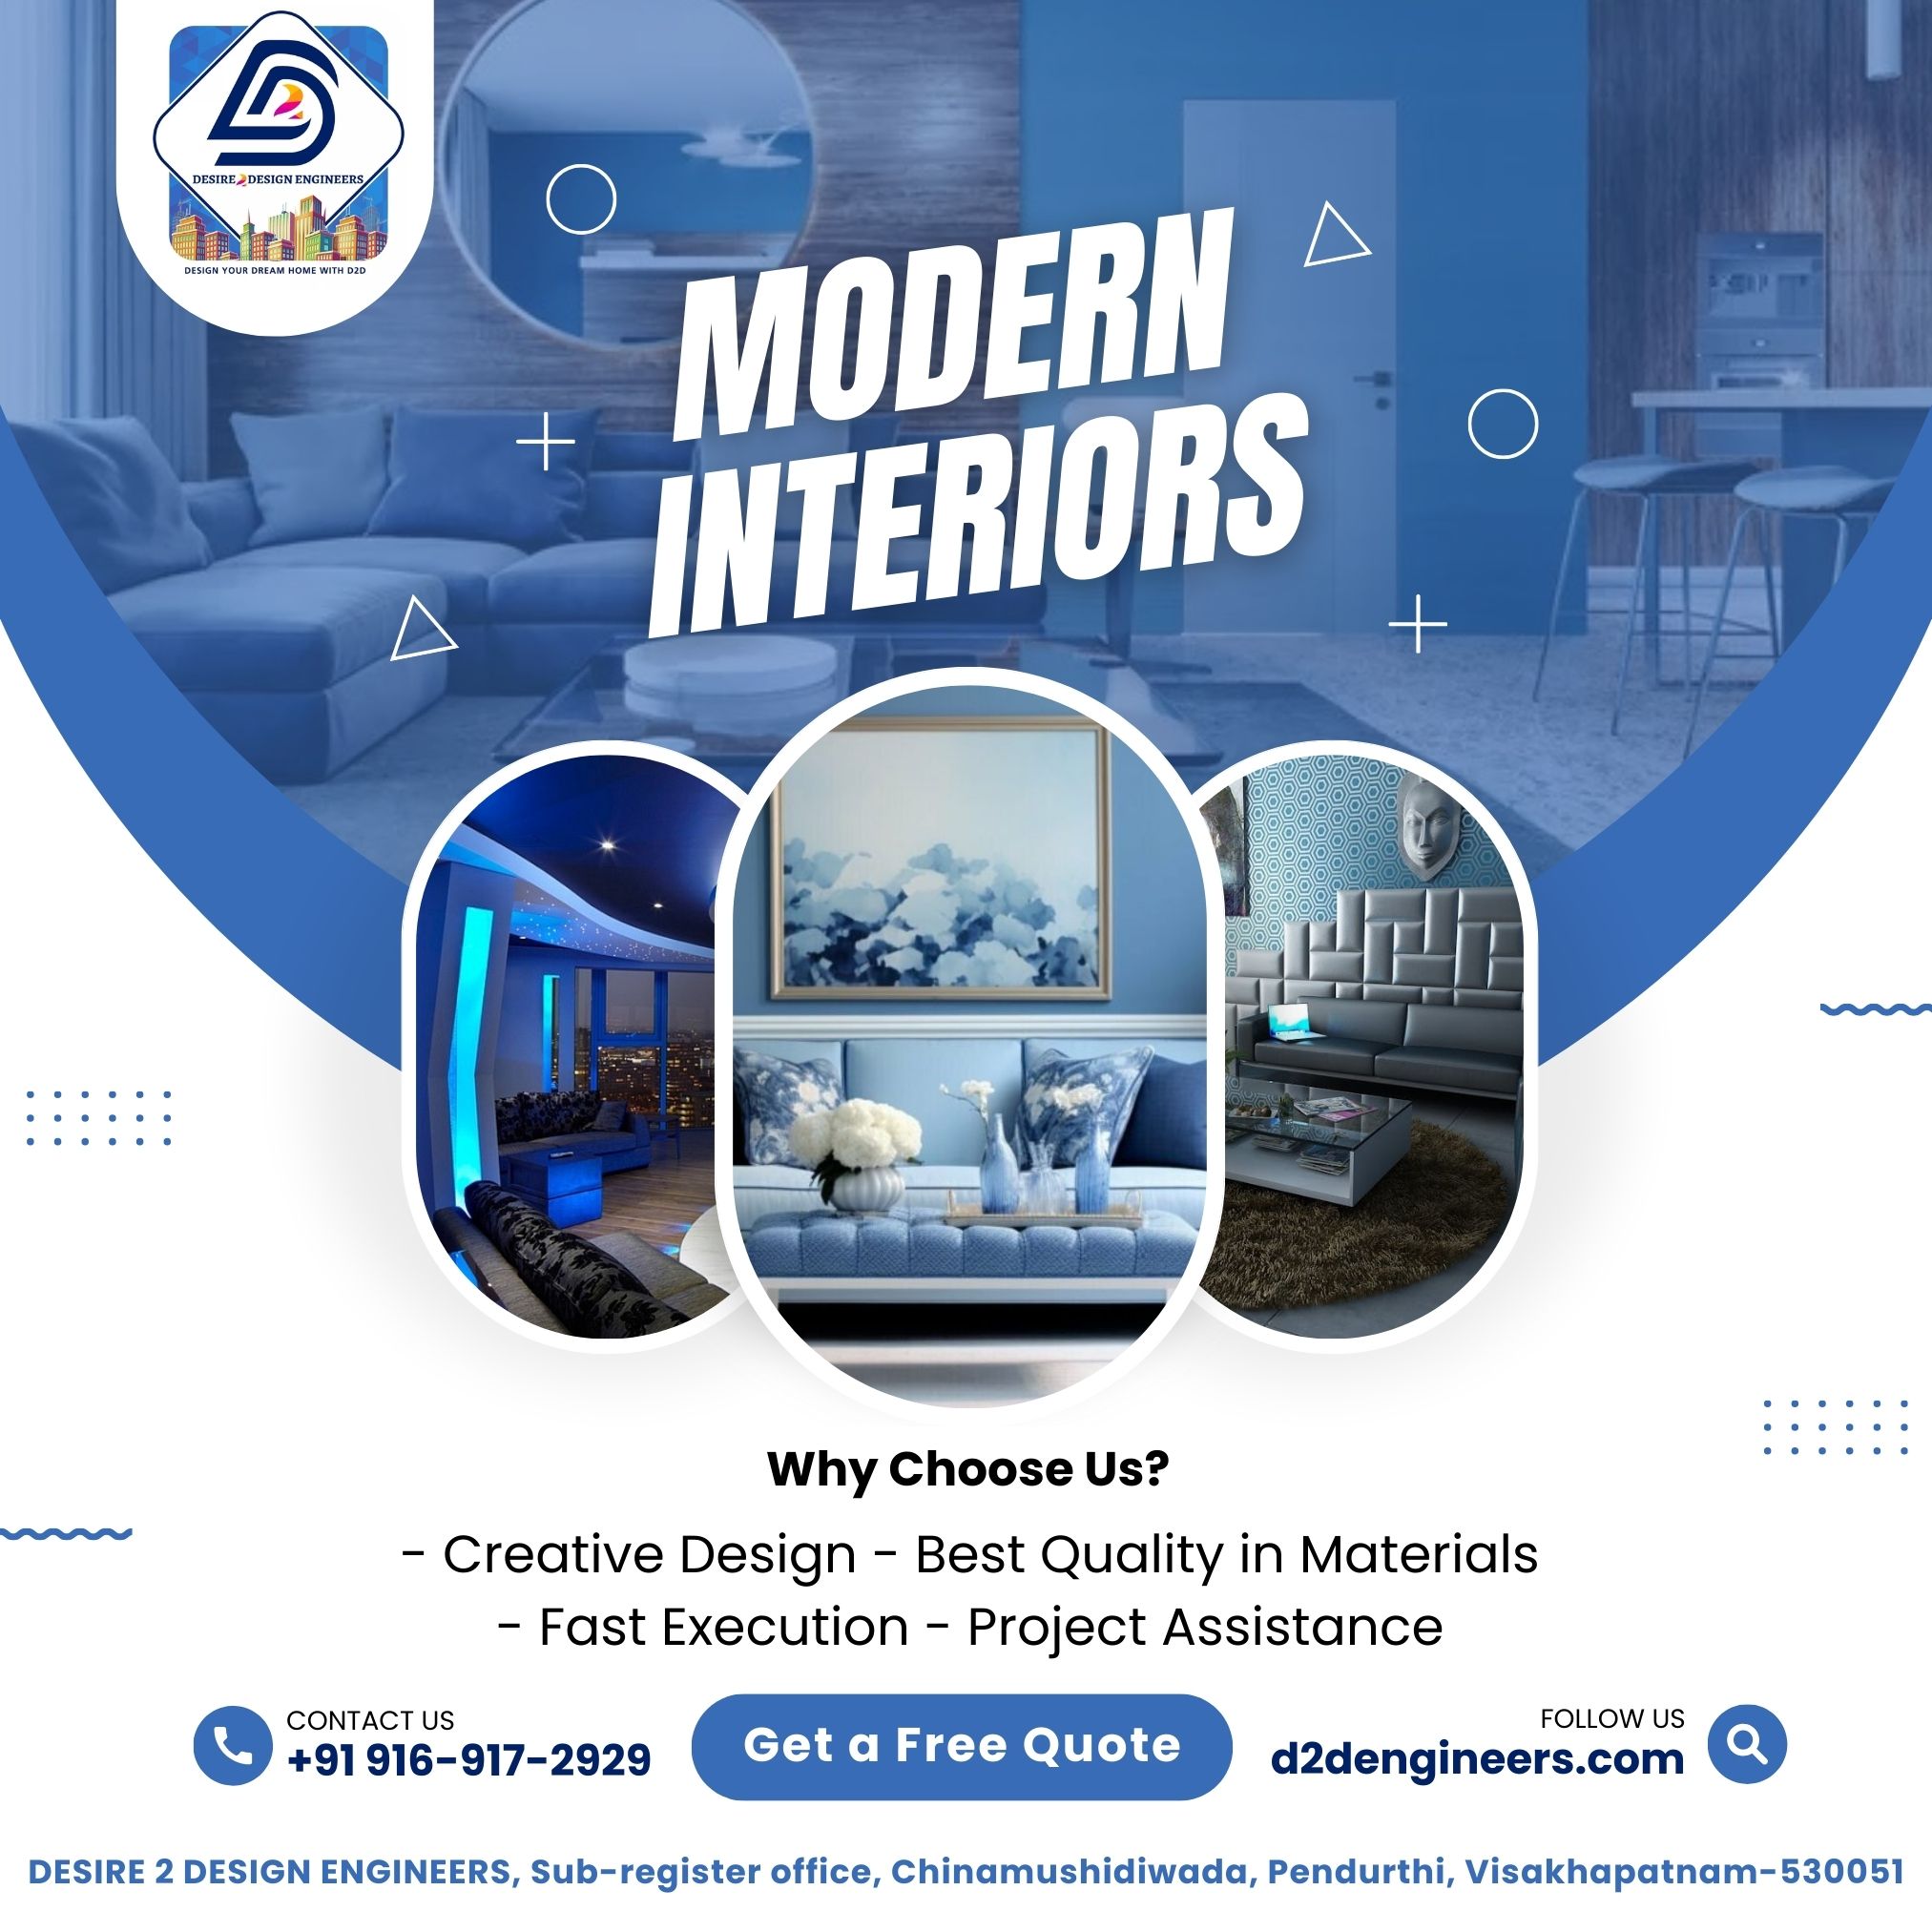 DESIRE 2 DESIGN ENGINEERS
DESIGN YOUR DREAM HOME WITH D2D
MODERN
INTERIORS
Why Choose Us?
- Creative Design - Best Quality in Materials
- Fast Execution - Project Assistance
CONTACT US
+91 916-917-2929
Get a Free Quote
FOLLOW US
d2dengineers.com
DESIRE 2 DESIGN ENGINEERS, Sub-register office, Chinamushidiwada, Pendurthi, Visakhapatnam-530051